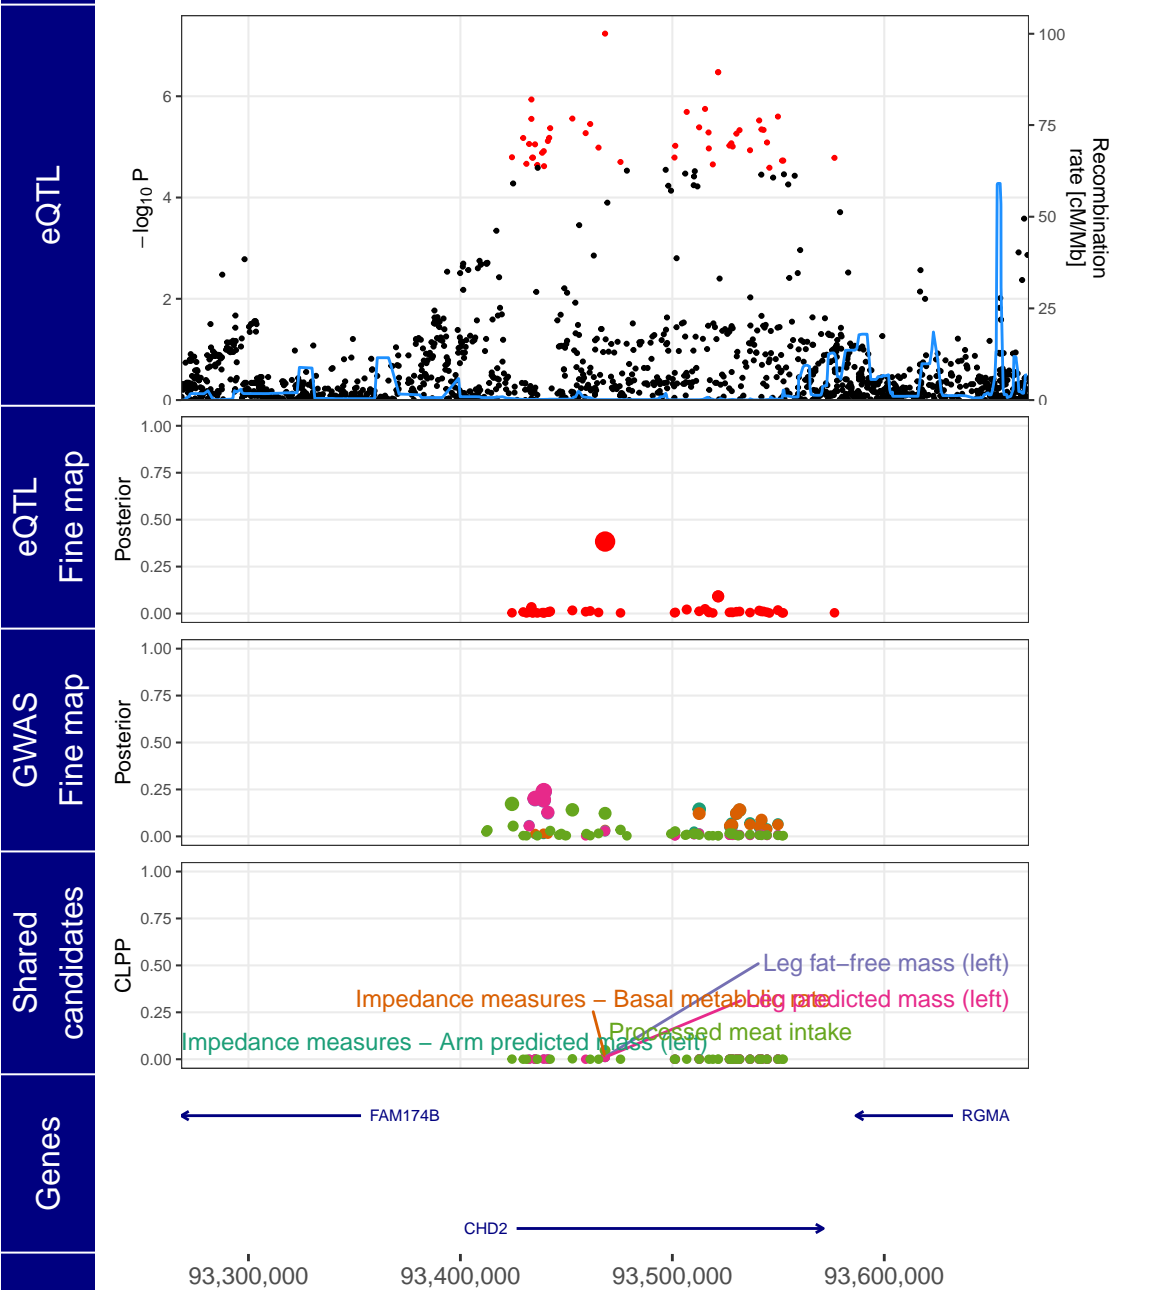 eQTL
−log10 P
6
4
2
0
100
75
50
25
0
Recombination
rate [cM/Mb]
eQTL
Fine map
Posterior
1.00
0.75
0.50
0.25
0.00
GWAS
Fine map
Posterior
1.00
0.75
0.50
0.25
0.00
Shared
candidates
CLPP
1.00
0.75
0.50
0.25
0.00
Leg fat−free mass (left)
Impedance measures − Basal metabolic rate
Leg predicted mass (left)
Processed meat intake
Impedance measures − Arm predicted mass (left)
Genes
FAM174B
RGMA
CHD2
93,300,000
93,400,000
93,500,000
93,600,000